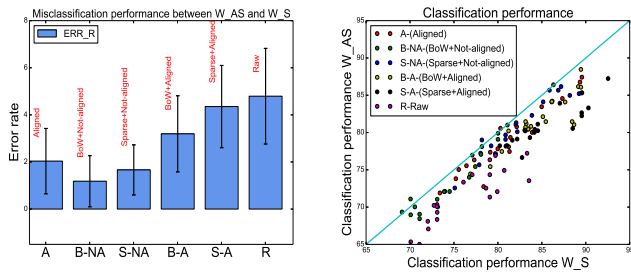 Misclassification performance between W_AS and W_S
8
6
4
2
0
Error rate
ERR_R
Aligned
BoW+Not-aligned
Sparse+Not-aligned
BoW+Aligned
Sparse+Aligned
Raw
A
B-NA
S-NA
B-A
S-A
R
Classification performance
95
90
85
80
75
70
65
Classification performance W_AS
A-(Aligned)
B-NA-(BoW+Not-aligned)
S-NA-(Sparse+Not-aligned)
B-A-(BoW+Aligned)
S-A-(Sparse+Aligned)
R-Raw
65
70
75
80
85
90
95
Classification performance W_S